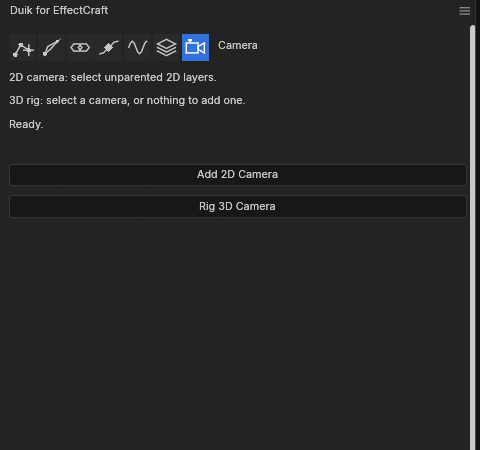 Duik for EffectCraft
Camera
2D camera: select unparented 2D layers.
3D rig: select a camera, or nothing to add one.
Ready.
Add 2D Camera
Rig 3D Camera